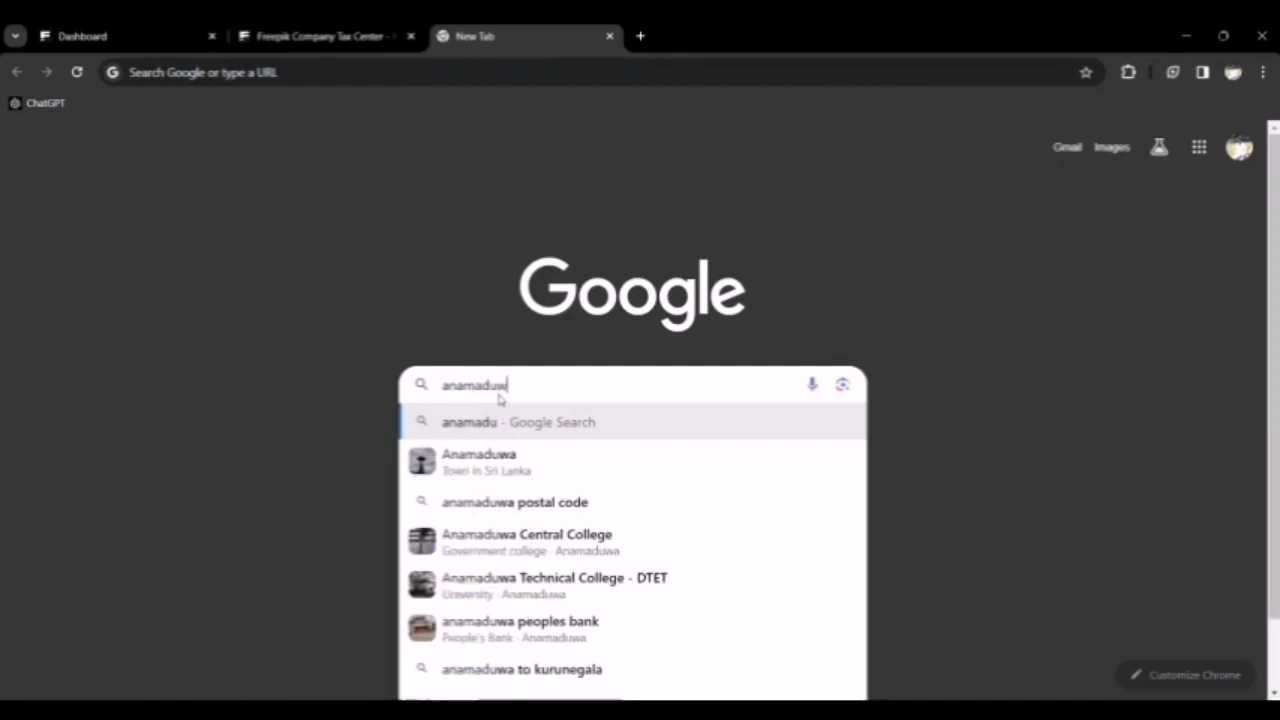 Dashboard
Freepik Company Tax Center -
New Tab
Search Google or type a URL
ChatGPT
Gmail Images
Google
anamaduw
anamadu - Google Search
Anamaduwa
Town in Sri Lanka
anamaduwa postal code
Anamaduwa Central College
Government college · Anamaduwa
Anamaduwa Technical College - DTET
University · Anamaduwa
anamaduwa peoples bank
People's Bank · Anamaduwa
anamaduwa to kurunegala
Customize Chrome